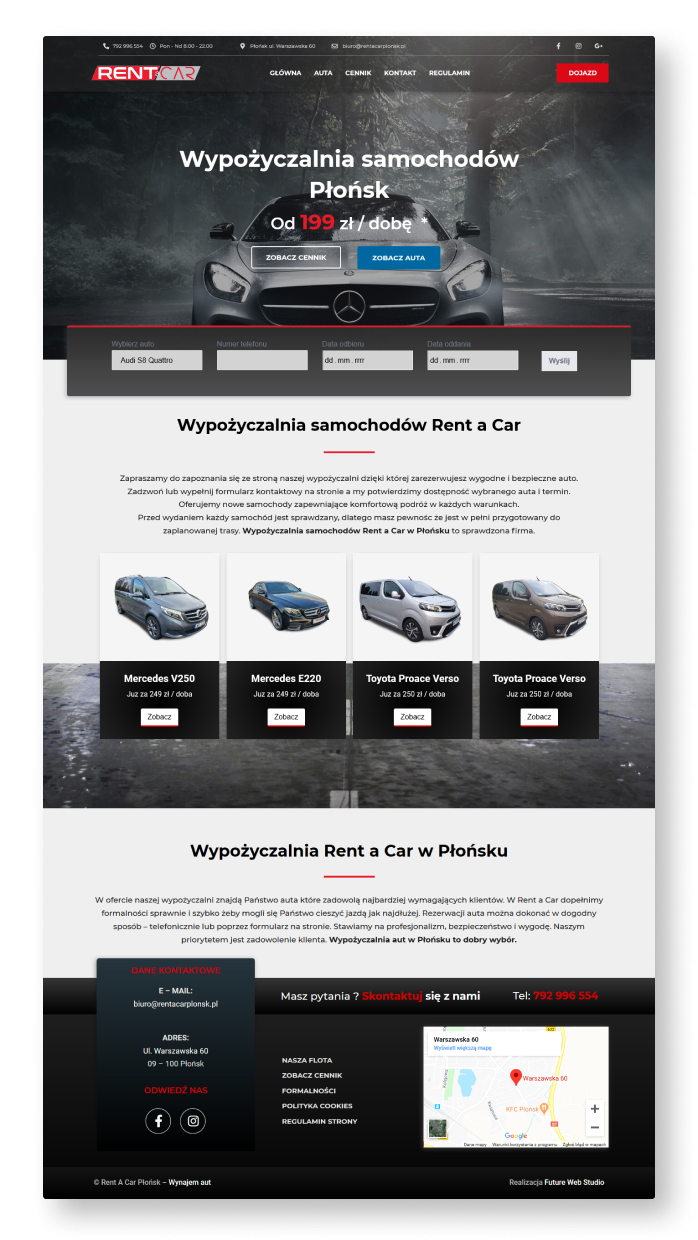 792 996 554 Pon - Nd 8:00 - 22:00 Płońsk ul. Warszawska 60 biuro@rentacarplonsk.pl
RENT CAR GŁÓWNA AUTA CENNIK KONTAKT REGULAMIN DOJAZD
Wypożyczalnia samochodów
Płońsk
Od 199 zł / dobę *
ZOBACZ CENNIK ZOBACZ AUTA
Wybierz auto Numer telefonu Data odbioru Data oddania
Audi S8 Quattro dd . mm . rrrr dd . mm . rrrr Wyślij
Wypożyczalnia samochodów Rent a Car
Zapraszamy do zapoznania się ze stroną naszej wypożyczalni dzięki której zarezerwujesz wygodne i bezpieczne auto.
Zadzwoń lub wypełnij formularz kontaktowy na stronie a my potwierdzimy dostępność wybranego auta i termin.
Oferujemy nowe samochody zapewniające komfortową podróż w każdych warunkach.
Przed wydaniem każdy samochód jest sprawdzany, dlatego masz pewność że jest w pełni przygotowany do
zaplanowanej trasy. Wypożyczalnia samochodów Rent a Car w Płońsku to sprawdzona firma.
Mercedes V250 Mercedes E220 Toyota Proace Verso Toyota Proace Verso
Juz za 249 zł / doba Juz za 249 zł / doba Juz za 250 zł / doba Juz za 250 zł / doba
Zobacz Zobacz Zobacz Zobacz
Wypożyczalnia Rent a Car w Płońsku
W ofercie naszej wypożyczalni znajdą Państwo auta które zadowolą najbardziej wymagających klientów. W Rent a Car dopełnimy
formalności sprawnie i szybko żeby mogli się Państwo cieszyć jazdą jak najdłużej. Rezerwacji auta można dokonać w dogodny
sposób – telefonicznie lub poprzez formularz na stronie. Stawiamy na profesjonalizm, bezpieczeństwo i wygodę. Naszym
priorytetem jest zadowolenie klienta. Wypożyczalnia aut w Płońsku to dobry wybór.
DANE KONTAKTOWE
E – MAIL:
biuro@rentacarplonsk.pl
ADRES:
Ul. Warszawska 60
09 – 100 Płońsk
ODWIEDŹ NAS
Masz pytania ? Skontaktuj się z nami Tel: 792 996 554
NASZA FLOTA
ZOBACZ CENNIK
FORMALNOŚCI
POLITYKA COOKIES
REGULAMIN STRONY
Warszawska 60
Wyświetl większą mapę
Warszawska 60
KFC Płońsk
Google
Dane mapy Warunki korzystania z programu Zgłoś błąd w mapach
© Rent A Car Płońsk – Wynajem aut Realizacja Future Web Studio